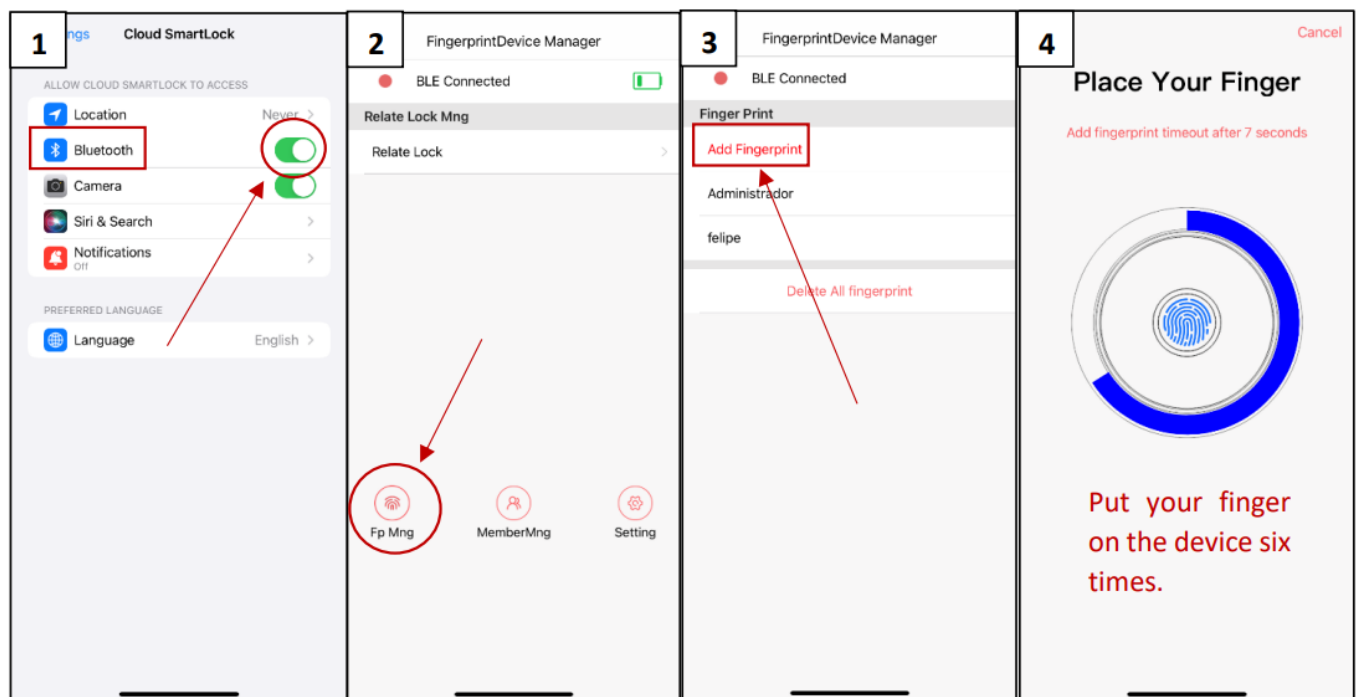 1
ngs Cloud SmartLock
ALLOW CLOUD SMARTLOCK TO ACCESS
Location Never >
Bluetooth
Camera
Siri & Search >
Notifications >
Off
PREFERRED LANGUAGE
Language English >
2
FingerprintDevice Manager
BLE Connected
Relate Lock Mng
Relate Lock >
Fp Mng MemberMng Setting
3
FingerprintDevice Manager
BLE Connected
Finger Print
Add Fingerprint
Administrador
felipe
Delete All fingerprint
4
Cancel
Place Your Finger
Add fingerprint timeout after 7 seconds
Put your finger
on the device six
times.